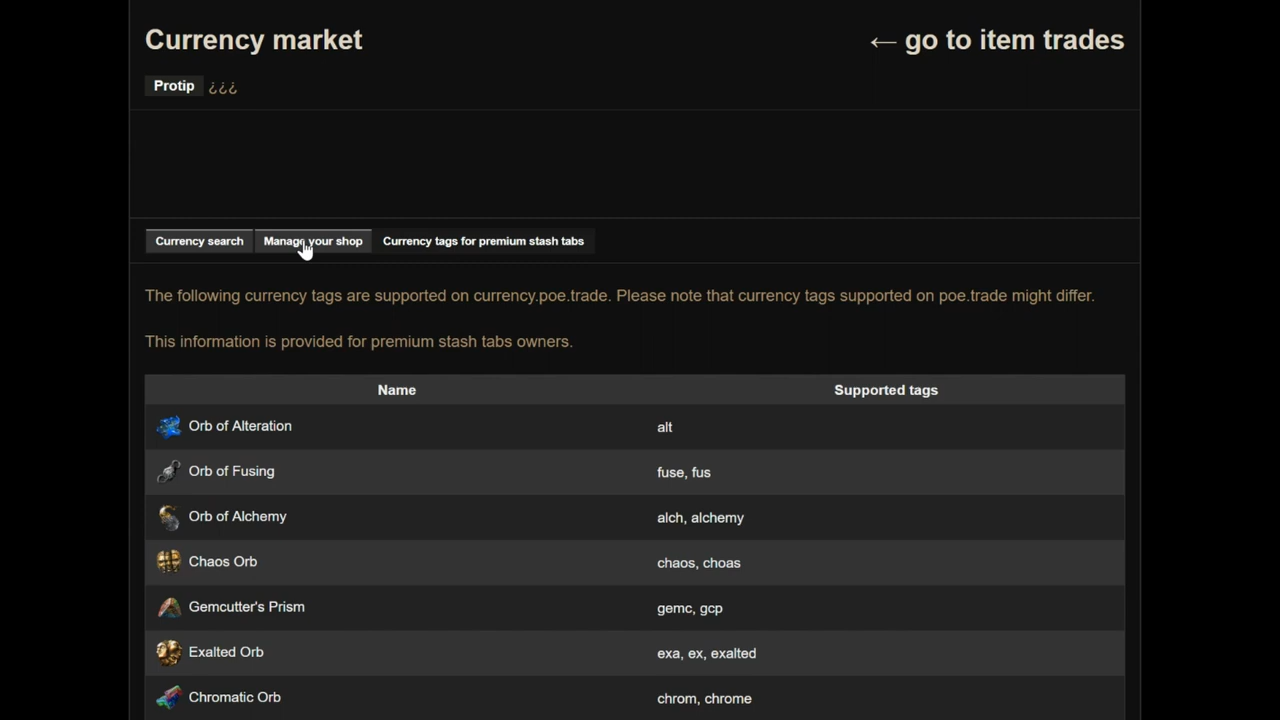 Currency market
← go to item trades
Protip ¿¿¿
Currency search
Manage your shop
Currency tags for premium stash tabs
The following currency tags are supported on currency.poe.trade. Please note that currency tags supported on poe.trade might differ.
This information is provided for premium stash tabs owners.
Name Supported tags
Orb of Alteration alt
Orb of Fusing fuse, fus
Orb of Alchemy alch, alchemy
Chaos Orb chaos, choas
Gemcutter's Prism gemc, gcp
Exalted Orb exa, ex, exalted
Chromatic Orb chrom, chrome